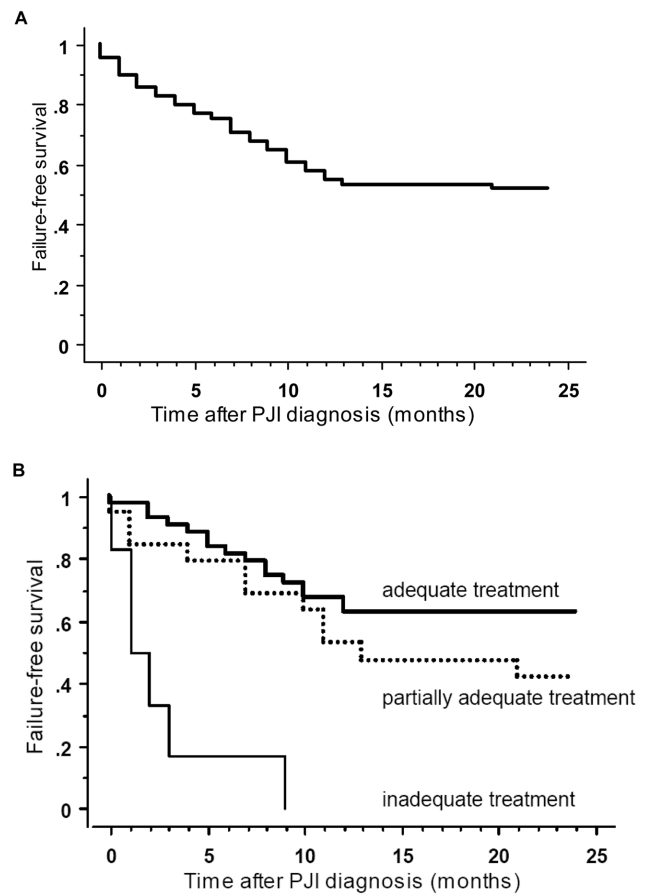 A
1
.8
.6
.4
.2
0
Failure-free survival
0 5 10 15 20 25
Time after PJI diagnosis (months)
B
1
.8
.6
.4
.2
0
Failure-free survival
adequate treatment
partially adequate treatment
inadequate treatment
0 5 10 15 20 25
Time after PJI diagnosis (months)